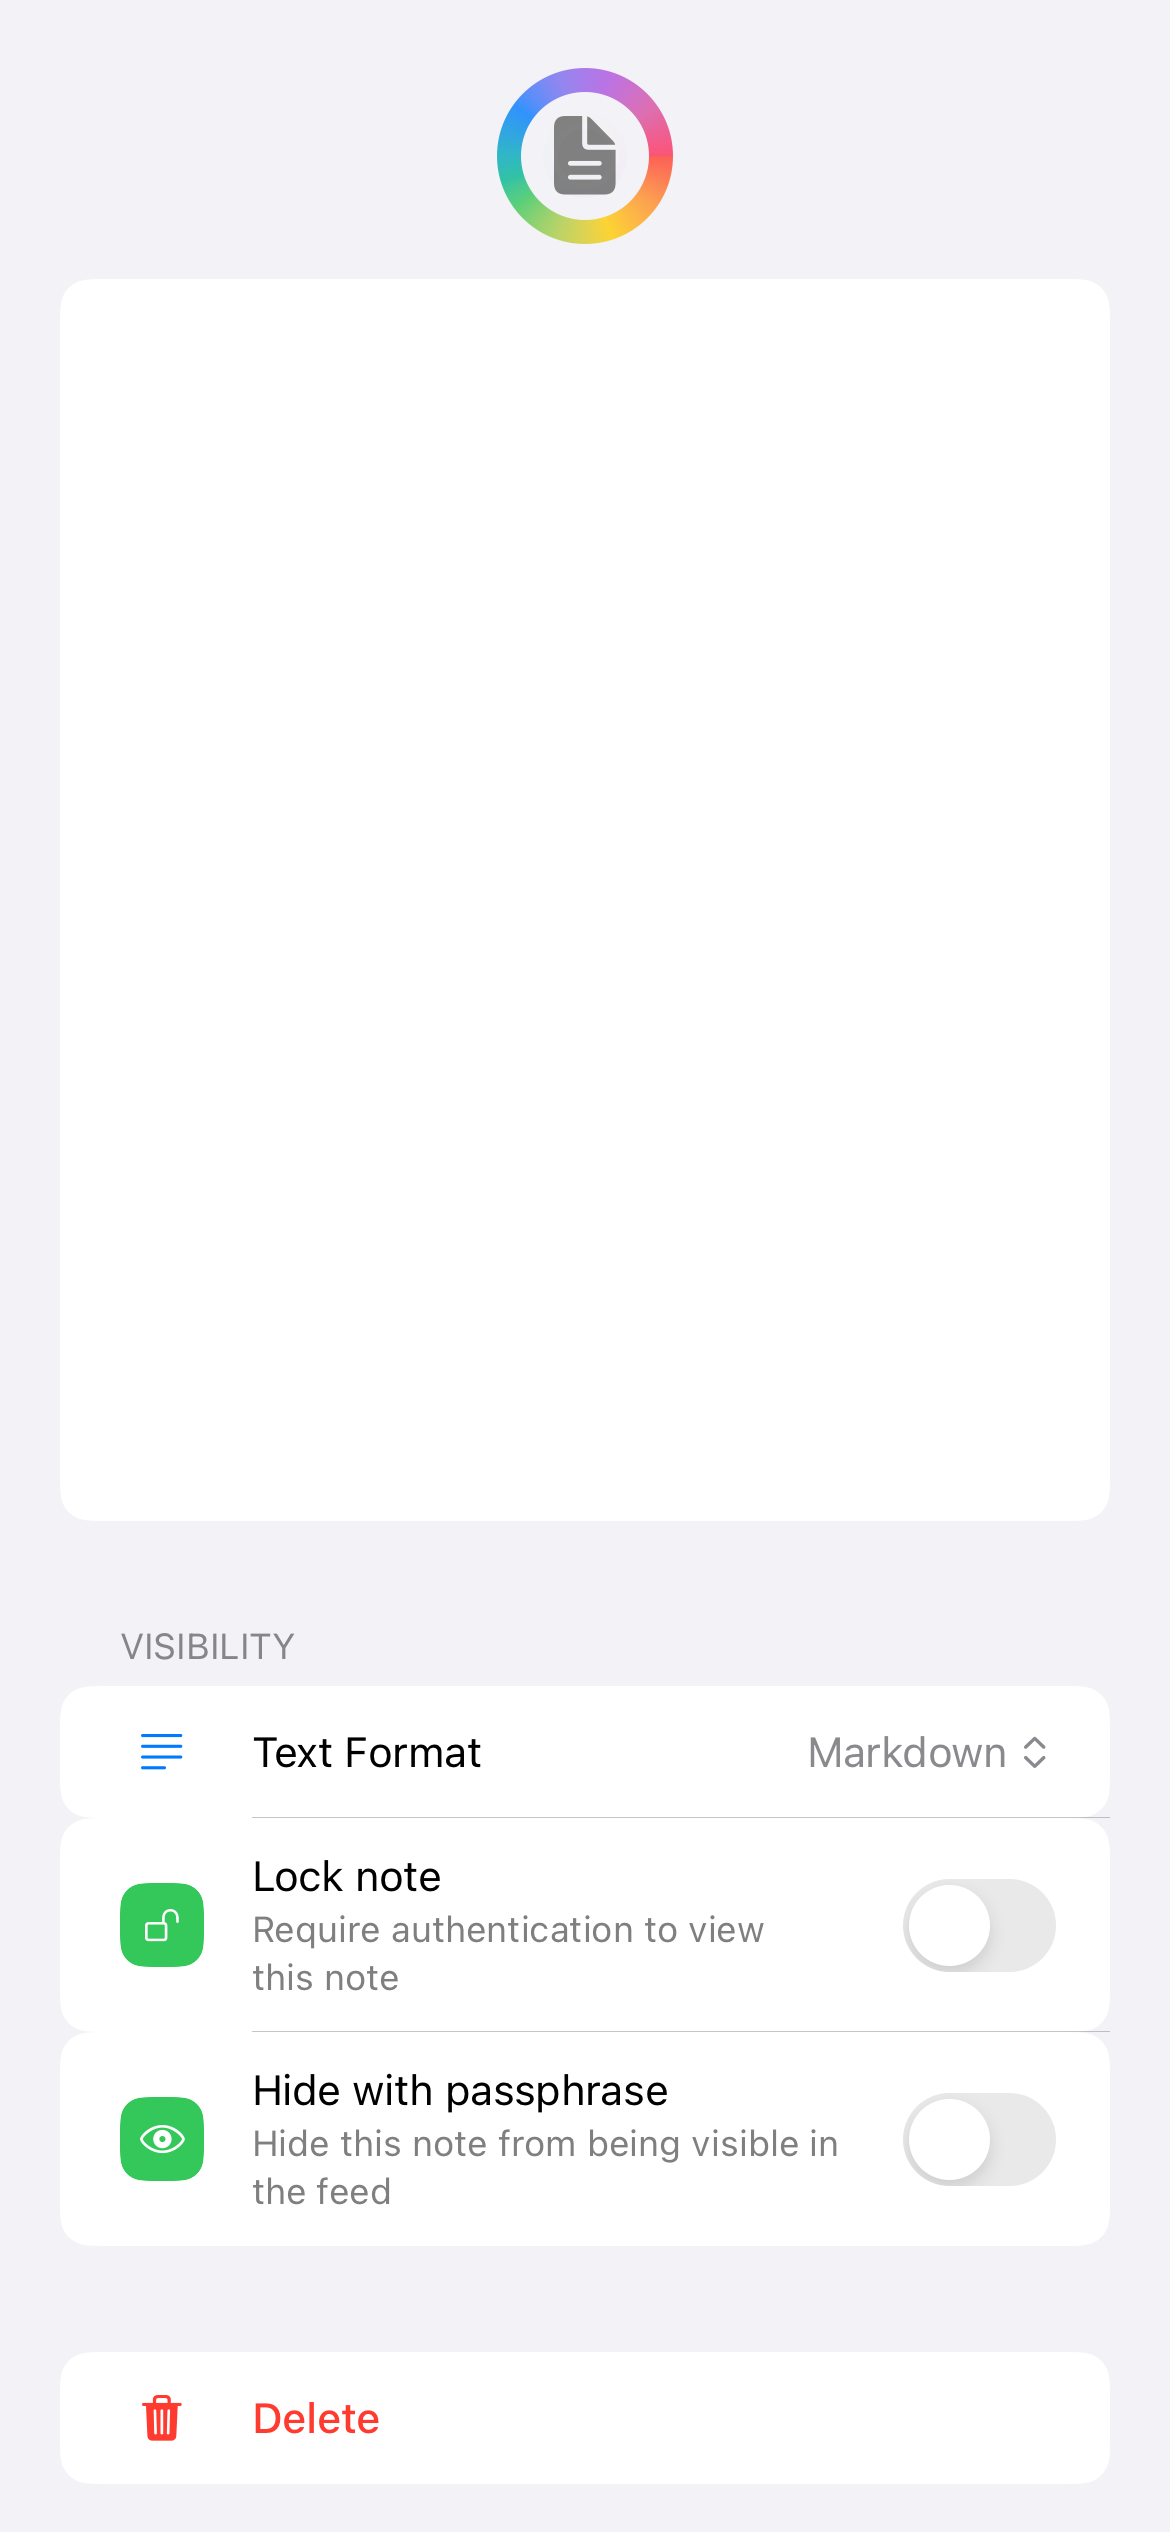 VISIBILITY
Text Format Markdown
Lock note
Require authentication to view
this note
Hide with passphrase
Hide this note from being visible in
the feed
Delete